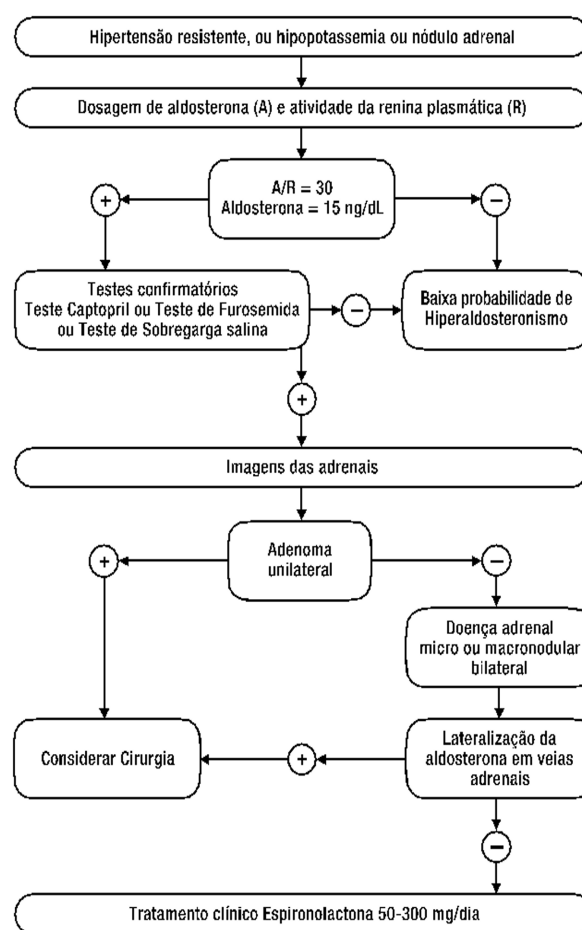 Hipertensão resistente, ou hipopotassemia ou nódulo adrenal
Dosagem de aldosterona (A) e atividade da renina plasmática (R)
A/R = 30
Aldosterona = 15 ng/dL
+
−
Testes confirmatórios
Teste Captopril ou Teste de Furosemida
ou Teste de Sobregarga salina
−
Baixa probabilidade de
Hiperaldosteronismo
+
Imagens das adrenais
Adenoma
unilateral
+
−
Doença adrenal
micro ou macronodular
bilateral
Considerar Cirurgia
+
Lateralização da
aldosterona em veias
adrenais
−
Tratamento clínico Espironolactona 50-300 mg/dia